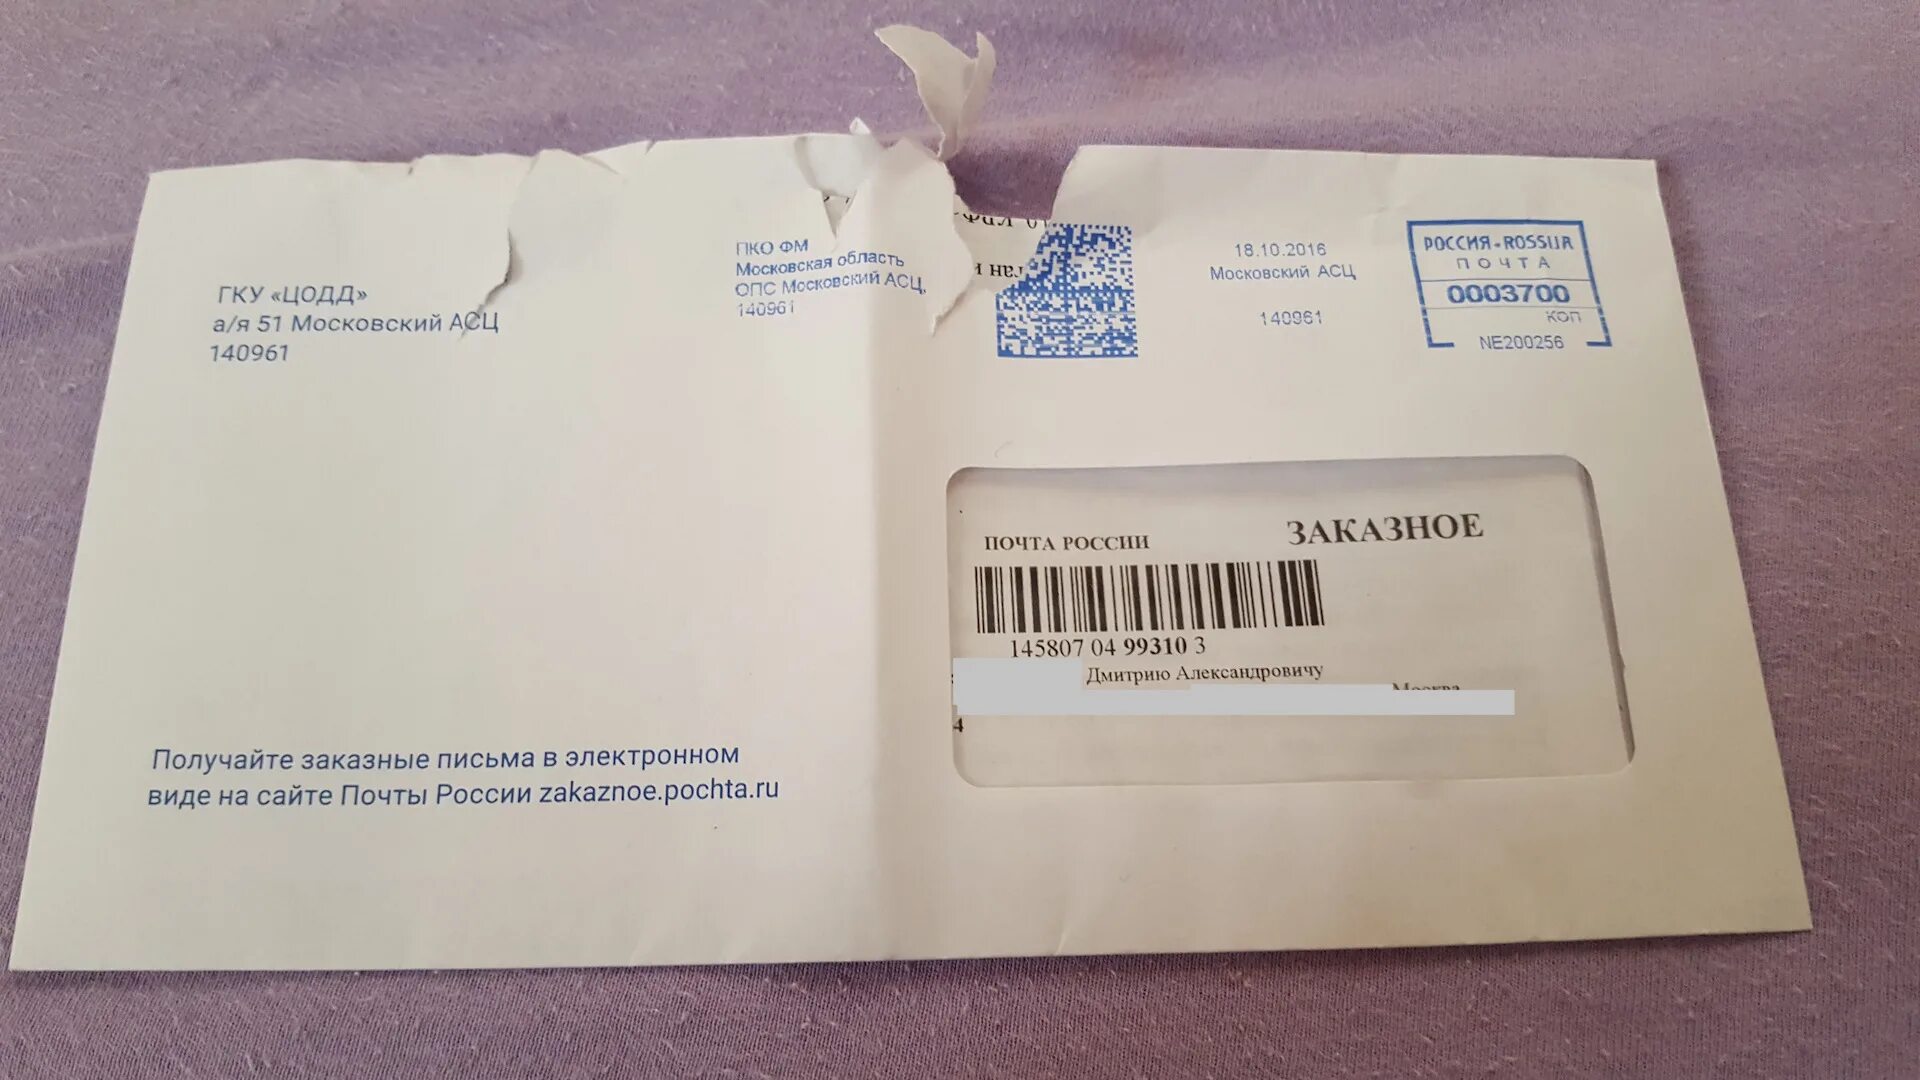 ГКУ «ЦОДД»
а/я 51 Московский АСЦ
140961
ПКО ФМ
Московская область
ОПС Московский АСЦ,
140961
18.10.2016
Московский АСЦ
140961
РОССИЯ-ROSSIJA
ПОЧТА
0003700
КОП
NE200256
ПОЧТА РОССИИ
ЗАКАЗНОЕ
145807 04 99310 3
Дмитрию Александровичу
Москва
4
Получайте заказные письма в электронном
виде на сайте Почты России zakaznoe.pochta.ru